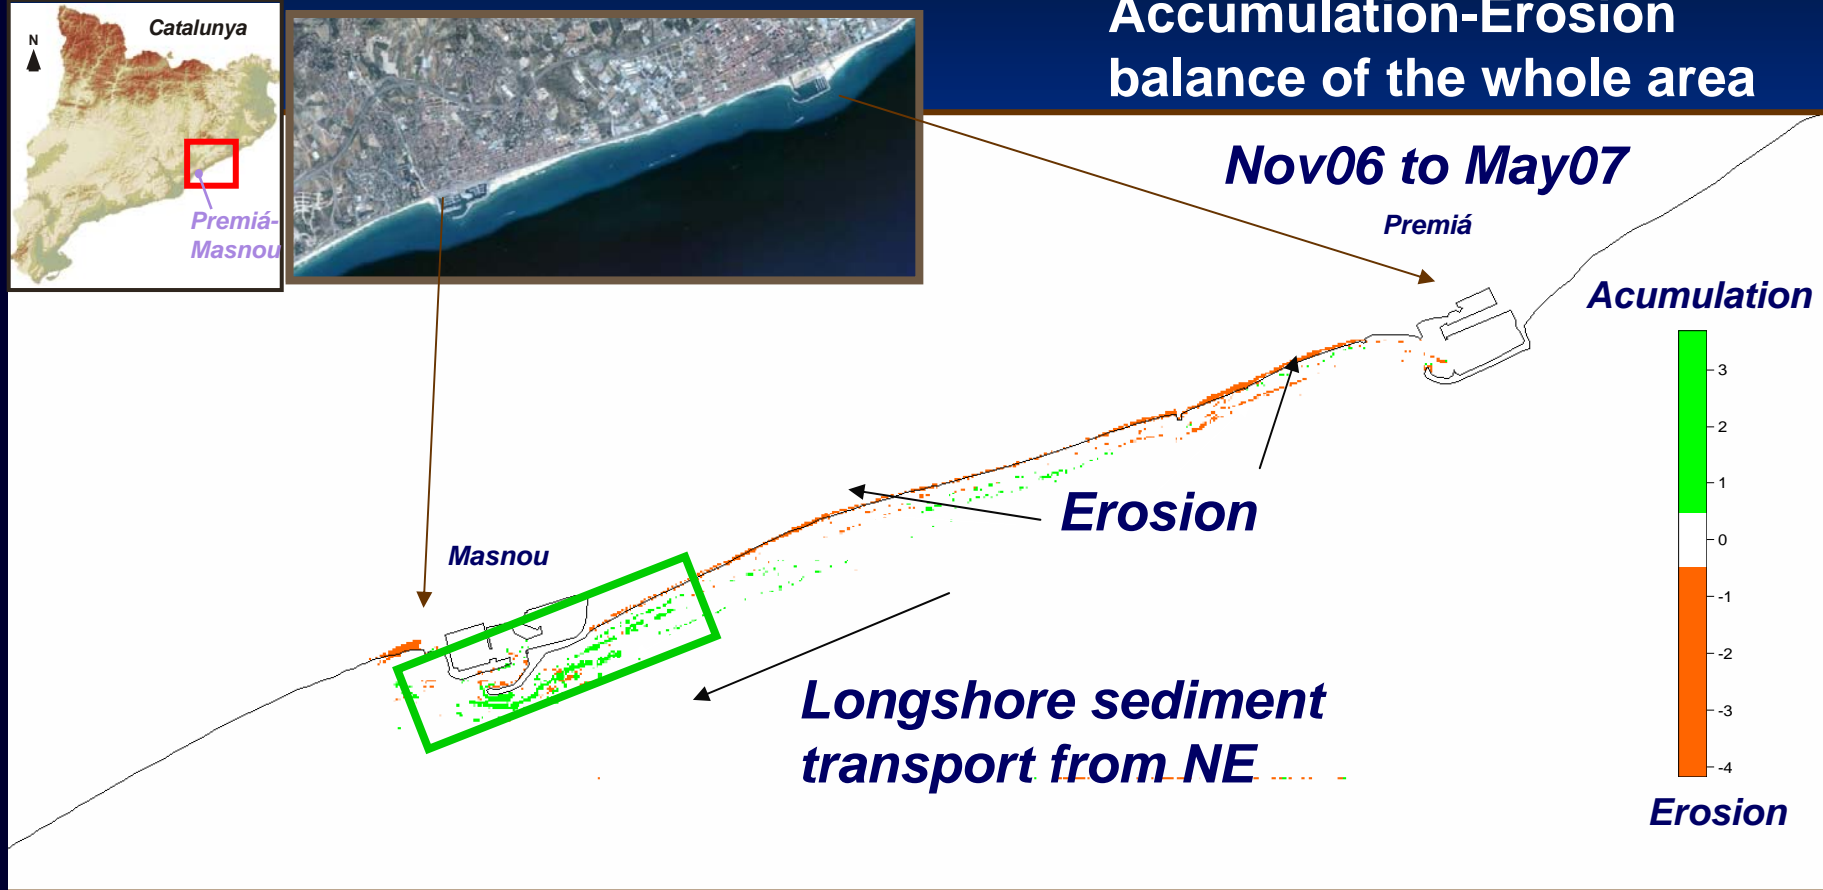 Accumulation-Erosion
balance of the whole area
Catalunya
N
Premiá-
Masnou
Nov06 to May07
Premiá
Acumulation
3
2
1
0
-1
-2
-3
-4
Erosion
Erosion
Masnou
Longshore sediment
transport from NE